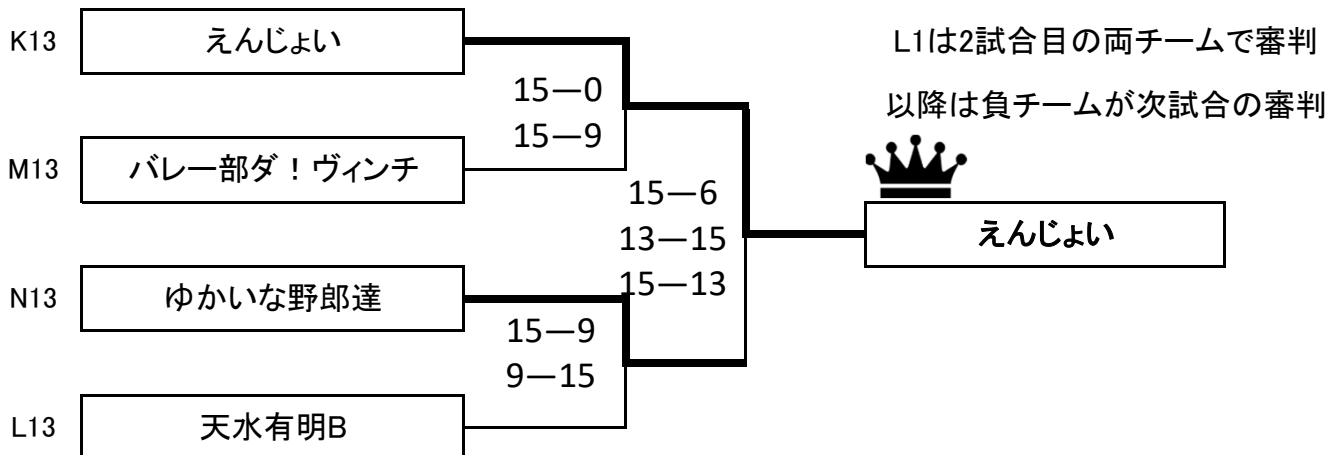 K13 えんじょい
L1は2試合目の両チームで審判
15―0
15―9
以降は負チームが次試合の審判
M13 バレー部ダ！ヴィンチ
15―6
13―15
15―13
えんじょい
N13 ゆかいな野郎達
15―9
9―15
L13 天水有明B